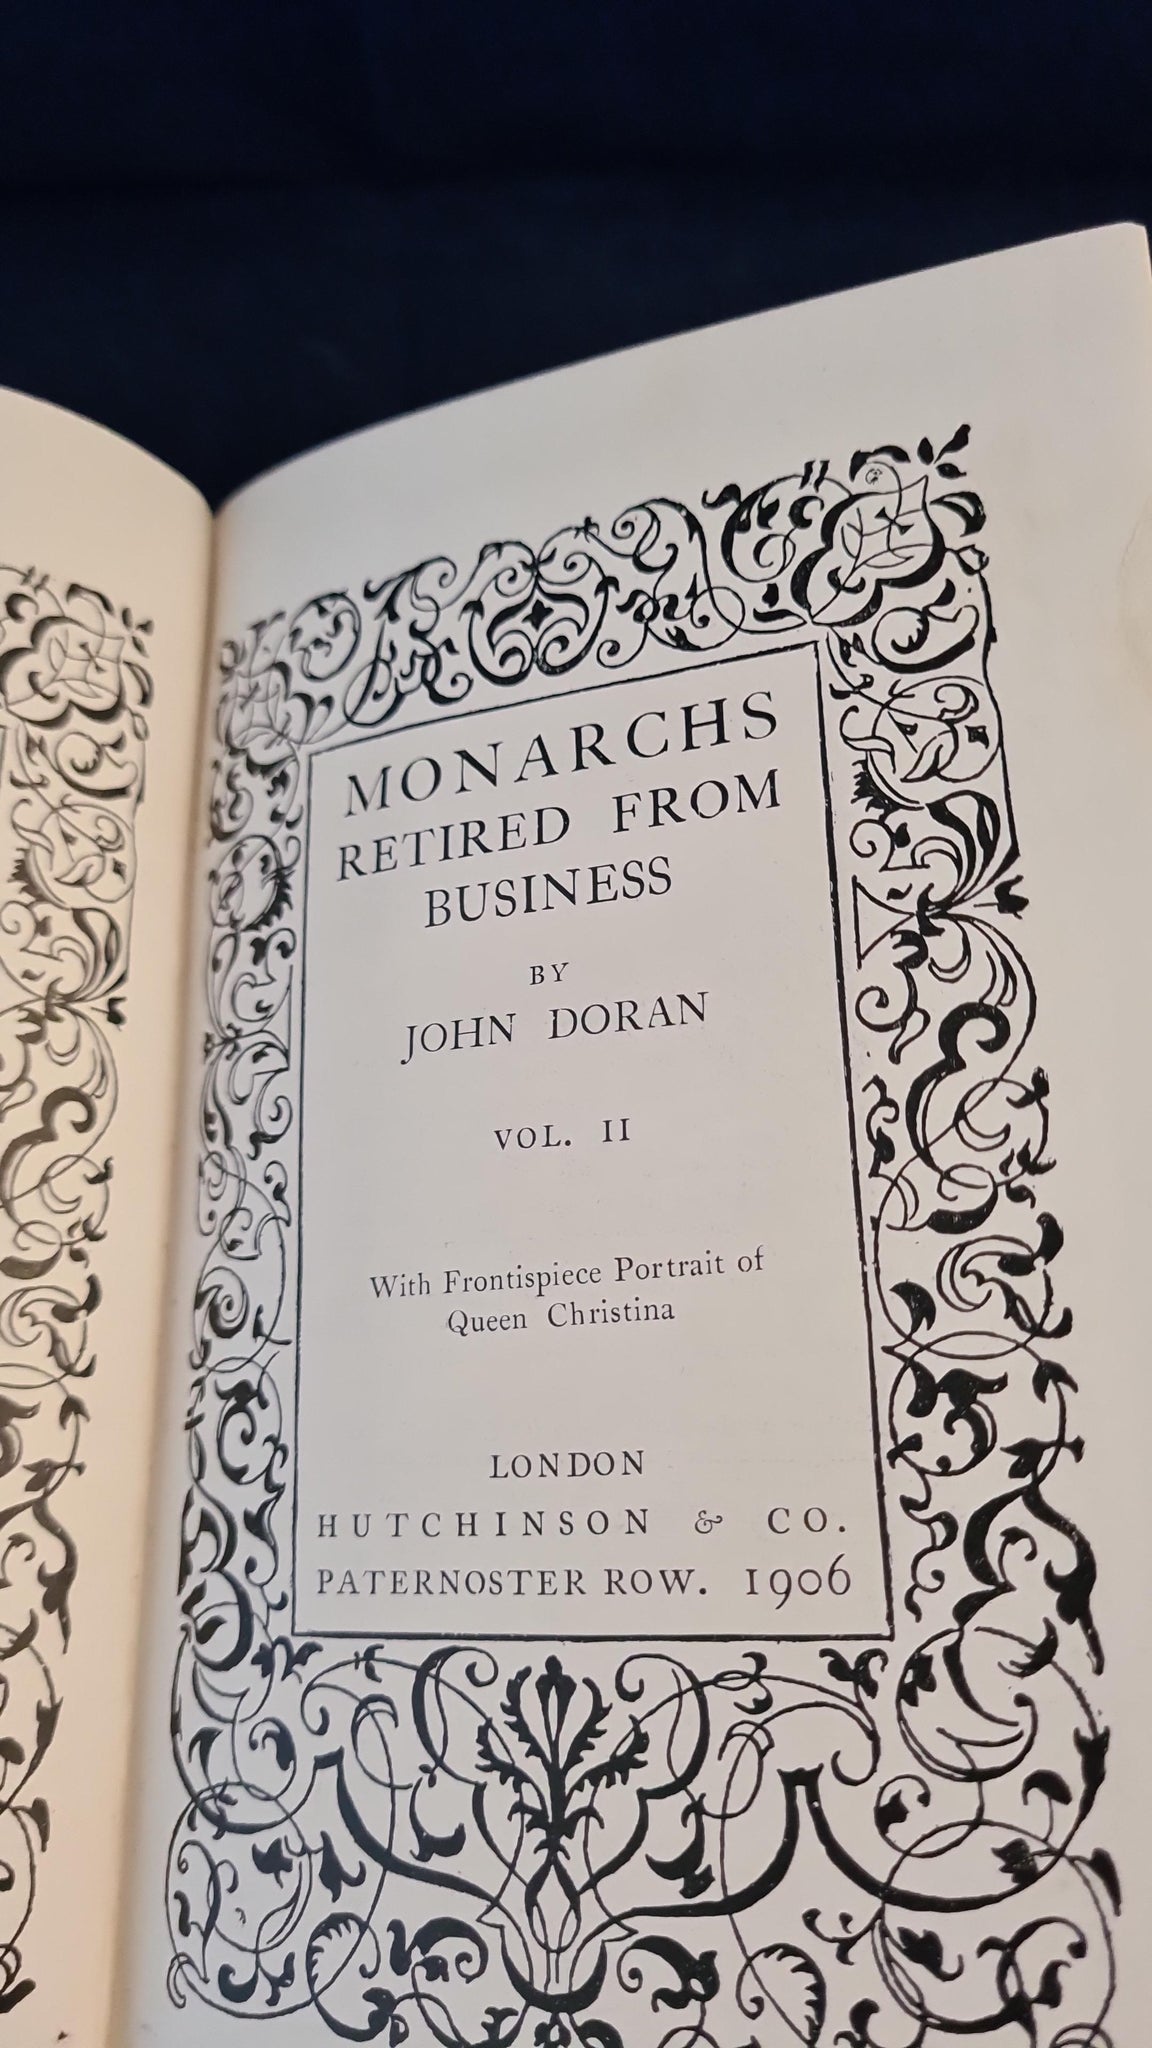 MONARCHS
RETIRED FROM
BUSINESS
BY
JOHN DORAN
VOL. II
With Frontispiece Portrait of
Queen Christina
LONDON
HUTCHINSON & CO.
PATERNOSTER ROW. 1906